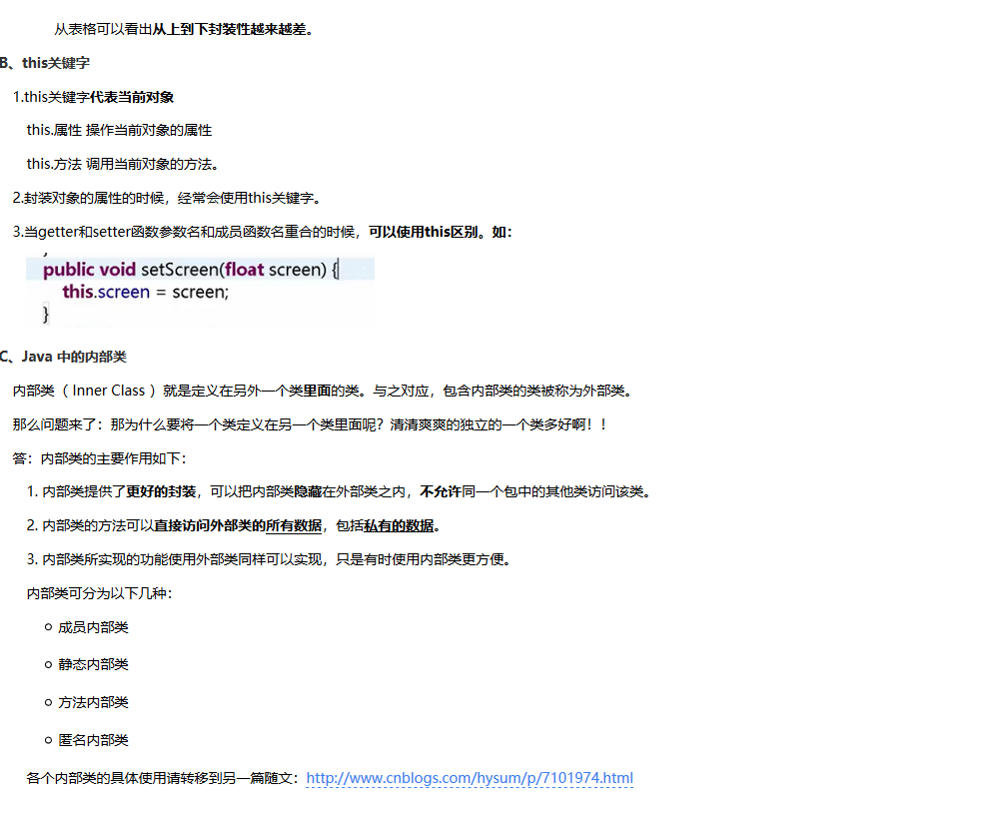 从表格可以看出从上到下封装性越来越差。
B、this关键字
1.this关键字代表当前对象
this.属性 操作当前对象的属性
this.方法 调用当前对象的方法。
2.封装对象的属性的时候，经常会使用this关键字。
3.当getter和setter函数参数名和成员函数名重合的时候，可以使用this区别。如：
public void setScreen(float screen) {
this.screen = screen;
}
C、Java 中的内部类
内部类（ Inner Class ）就是定义在另外一个类里面的类。与之对应，包含内部类的类被称为外部类。
那么问题来了：那为什么要将一个类定义在另一个类里面呢？清清爽爽的独立的一个类多好啊！！
答：内部类的主要作用如下：
1. 内部类提供了更好的封装，可以把内部类隐藏在外部类之内，不允许同一个包中的其他类访问该类。
2. 内部类的方法可以直接访问外部类的所有数据，包括私有的数据。
3. 内部类所实现的功能使用外部类同样可以实现，只是有时使用内部类更方便。
内部类可分为以下几种：
成员内部类
静态内部类
方法内部类
匿名内部类
各个内部类的具体使用请转移到另一篇随文：http://www.cnblogs.com/hysum/p/7101974.html